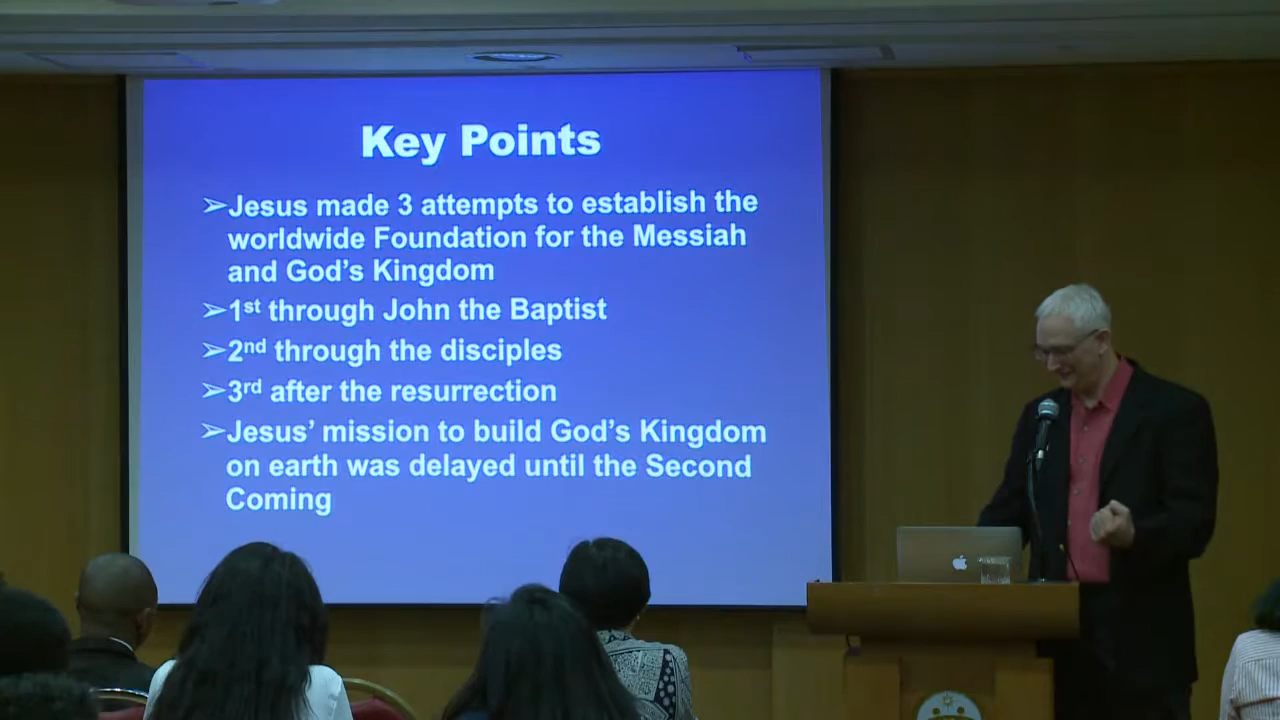 Key Points
➢Jesus made 3 attempts to establish the
worldwide Foundation for the Messiah
and God's Kingdom
➢1st through John the Baptist
➢2nd through the disciples
➢3rd after the resurrection
➢Jesus' mission to build God's Kingdom
on earth was delayed until the Second
Coming